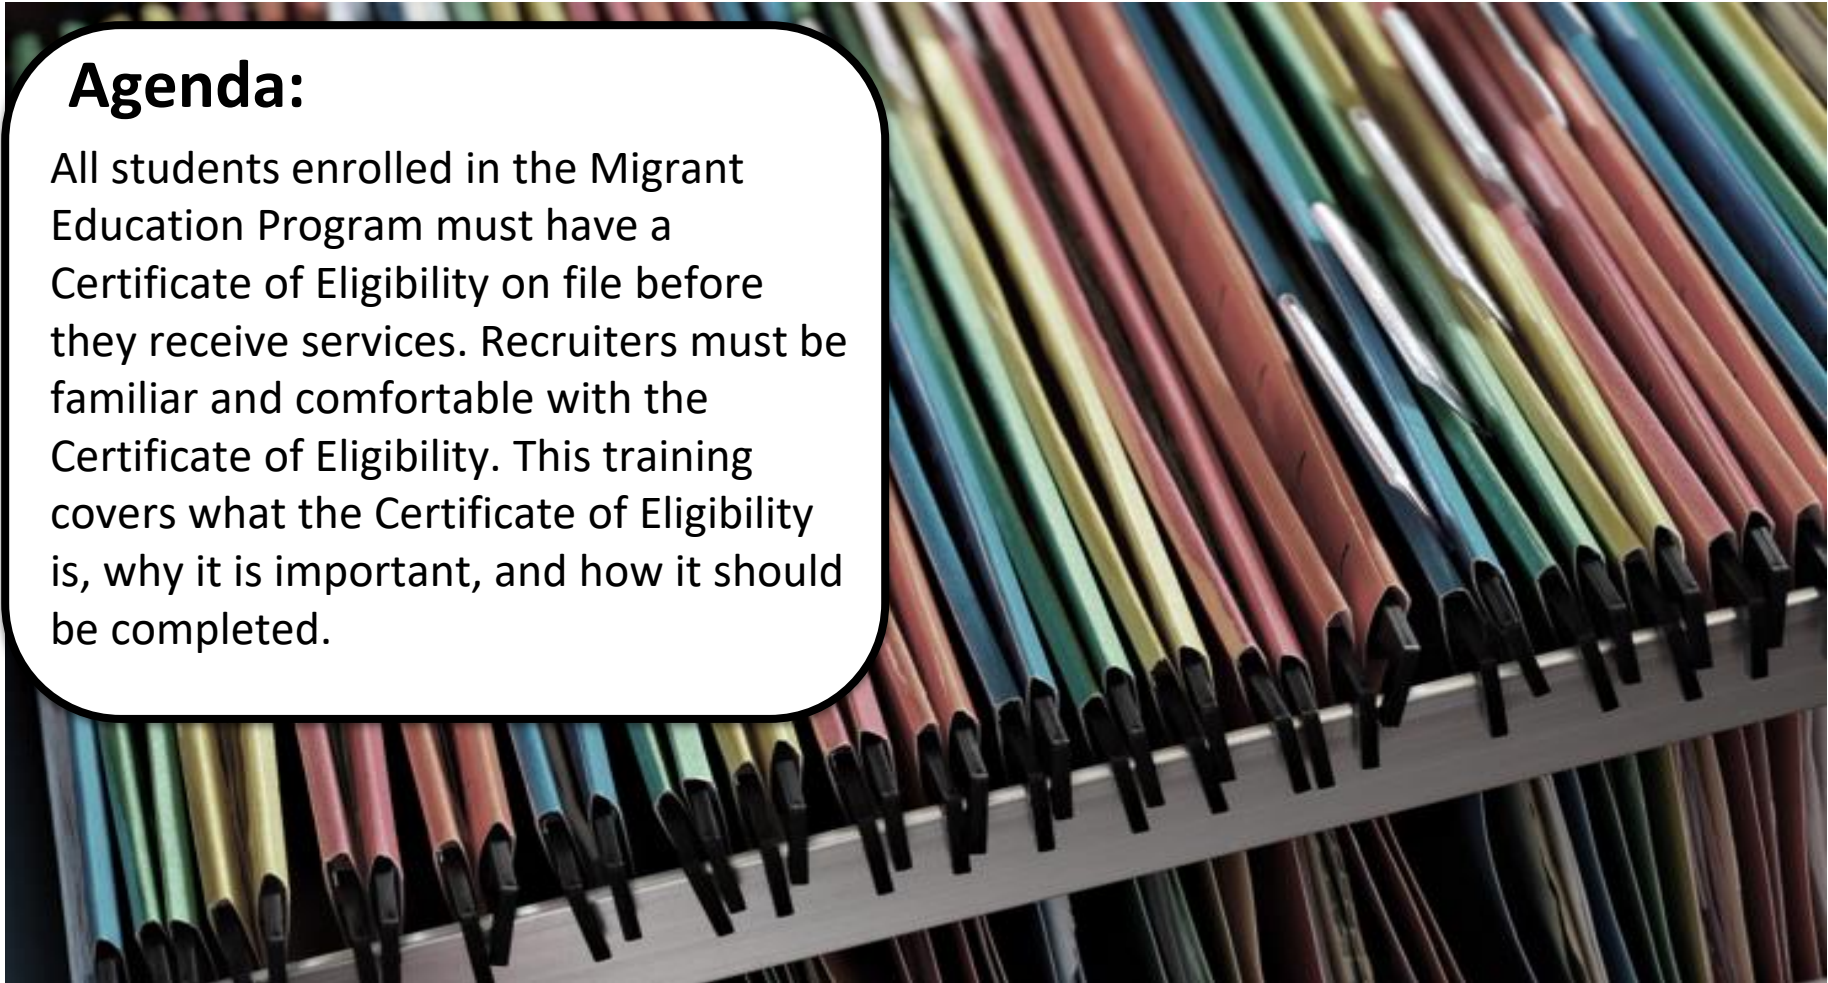 Agenda:
All students enrolled in the Migrant
Education Program must have a
Certificate of Eligibility on file before
they receive services. Recruiters must be
familiar and comfortable with the
Certificate of Eligibility. This training
covers what the Certificate of Eligibility
is, why it is important, and how it should
be completed.